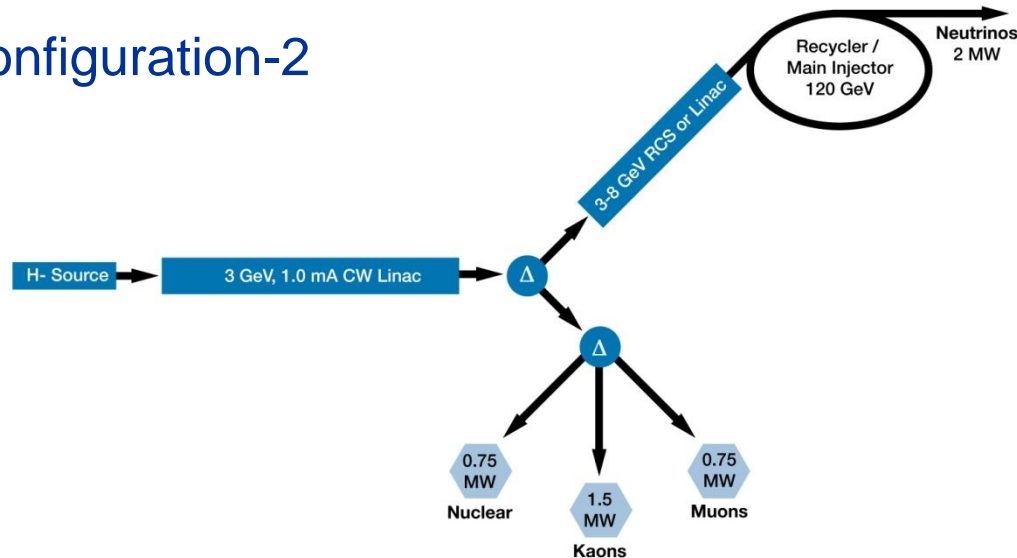 onfiguration-2
Neutrinos
2 MW
Recycler /
Main Injector
120 GeV
3-8 GeV RCS or Linac
H- Source
3 GeV, 1.0 mA CW Linac
Δ
Δ
0.75
MW
Nuclear
1.5
MW
Kaons
0.75
MW
Muons